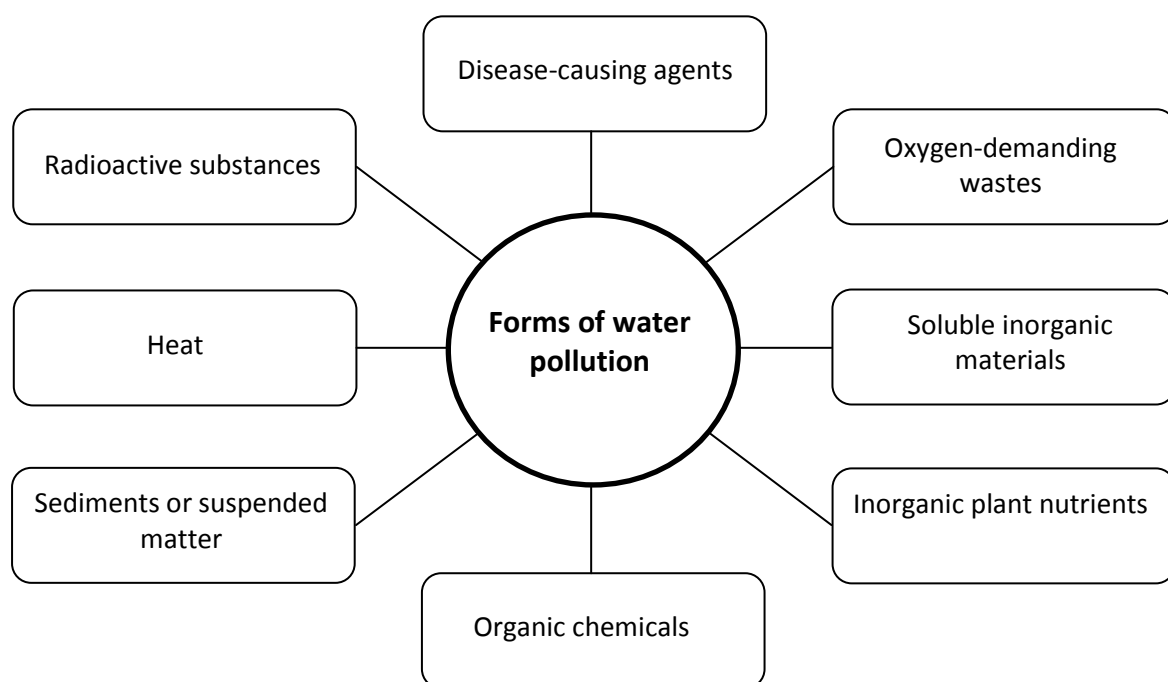 Disease-causing agents
Radioactive substances
Oxygen-demanding
wastes
Forms of water
pollution
Heat
Soluble inorganic
materials
Sediments or suspended
matter
Inorganic plant nutrients
Organic chemicals